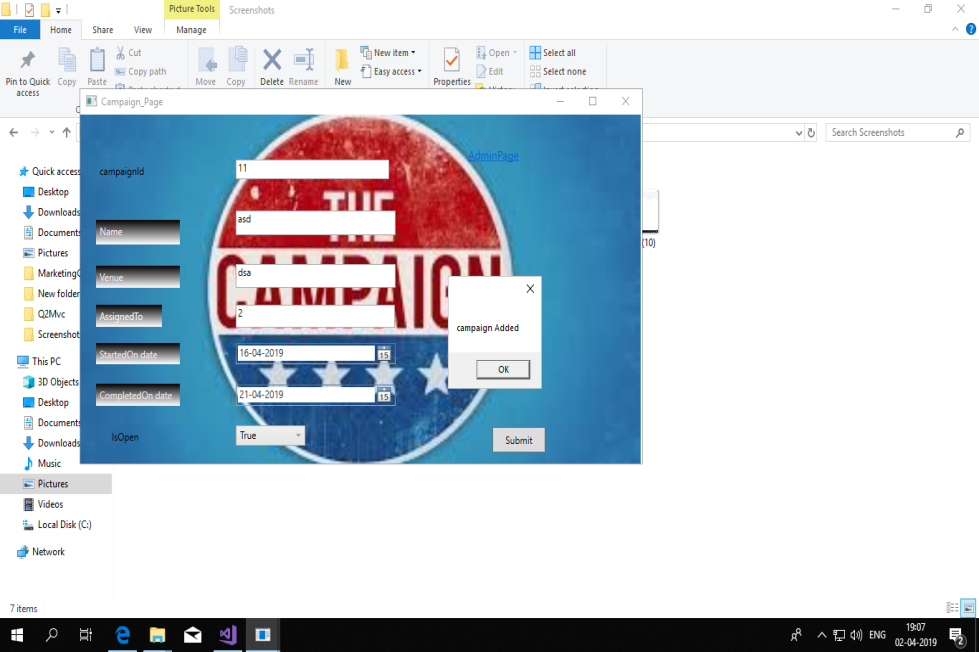 Picture Tools
Screenshots
File
Home
Share
View
Manage
Pin to Quick
access
Copy
Paste
Cut
Copy path
Move
Copy
Delete
Rename
New
New item
Easy access
Properties
Open
Edit
Select all
Select none
Campaign_Page
Search Screenshots
Quick access
Desktop
Downloads
Documents
Pictures
New folder
Q2Mvc
Screenshot
This PC
3D Objects
Desktop
Documents
Downloads
Music
Pictures
Videos
Local Disk (C:)
Network
AdminPage
campaignId
11
THE
CAMPAIGN
Name
asd
Venue
dsa
AssignedTo
2
StartedOn date
16-04-2019
15
CompletedOn date
21-04-2019
15
IsOpen
True
Submit
campaign Added
OK
(10)
7 items
ENG
19:07
02-04-2019
2